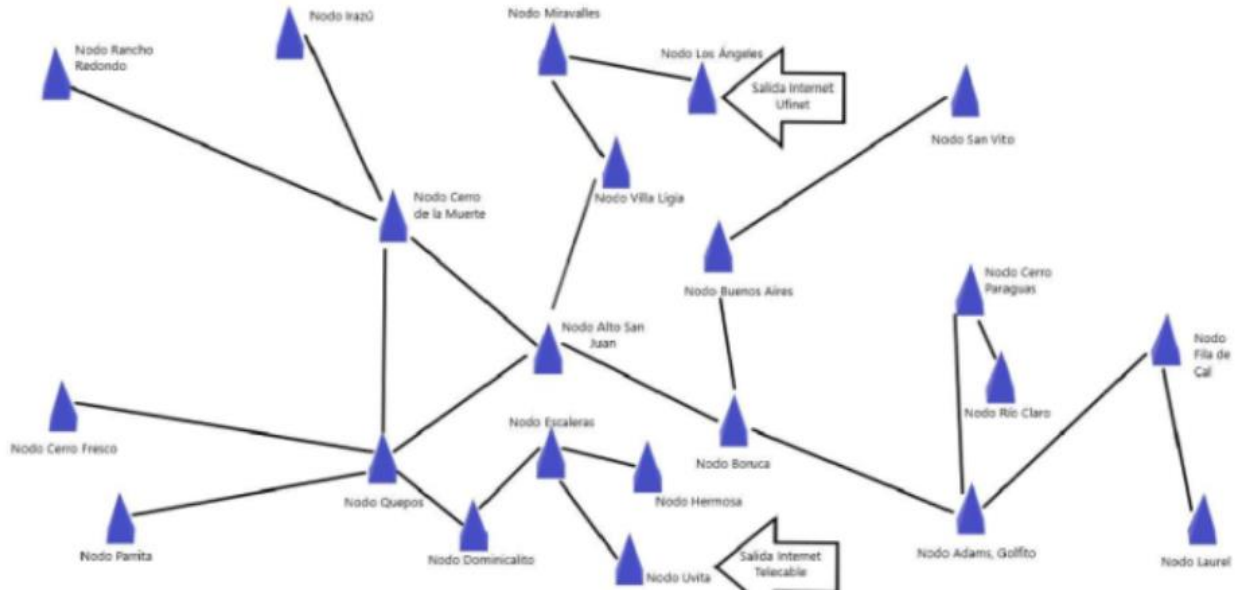 Nodo Irazú
Nodo Miravalles
Nodo Rancho
Redondo
Nodo Los Ángeles
Salida Internet
Ufinet
Nodo San Vito
Nodo Cerro
de la Muerte
Nodo Villa Ligia
Nodo Buenos Aires
Nodo Cerro
Paraguas
Nodo Alto San
Juan
Nodo
Fila de
Cal
Nodo Río Claro
Nodo Escaleras
Nodo Cerro Fresco
Nodo Boruca
Nodo Quepos
Nodo Hermosa
Nodo Parrita
Nodo Dominicalito
Nodo Adams, Golfito
Nodo Laurel
Nodo Uvita
Salida Internet
Telecable